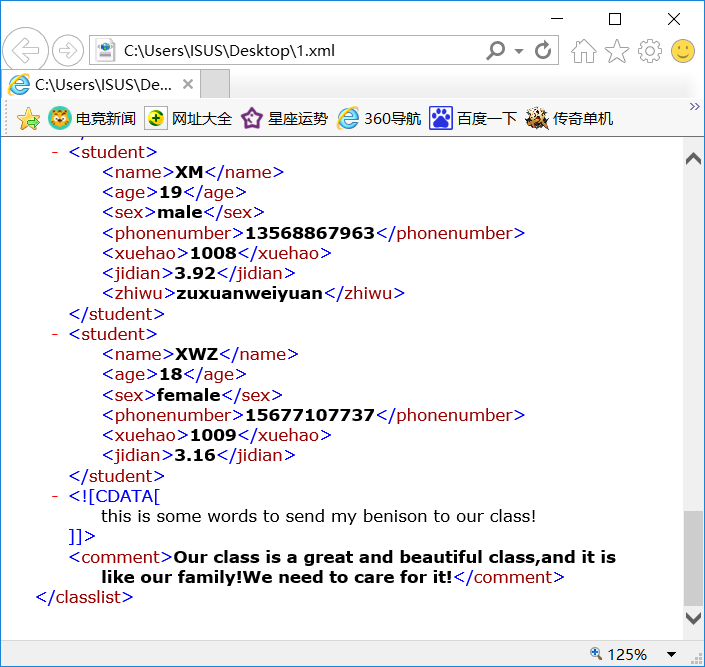 C:\Users\ISUS\Desktop\1.xml
C:\Users\ISUS\De...
电竞新闻 网址大全 星座运势 360导航 百度一下 传奇单机
- <student>
<name>XM</name>
<age>19</age>
<sex>male</sex>
<phonenumber>13568867963</phonenumber>
<xuehao>1008</xuehao>
<jidian>3.92</jidian>
<zhiwu>zuxuanweiyuan</zhiwu>
</student>
- <student>
<name>XWZ</name>
<age>18</age>
<sex>female</sex>
<phonenumber>15677107737</phonenumber>
<xuehao>1009</xuehao>
<jidian>3.16</jidian>
</student>
- <![CDATA[
this is some words to send my benison to our class!
]]>
<comment>Our class is a great and beautiful class,and it is
like our family!We need to care for it!</comment>
</classlist>
125%